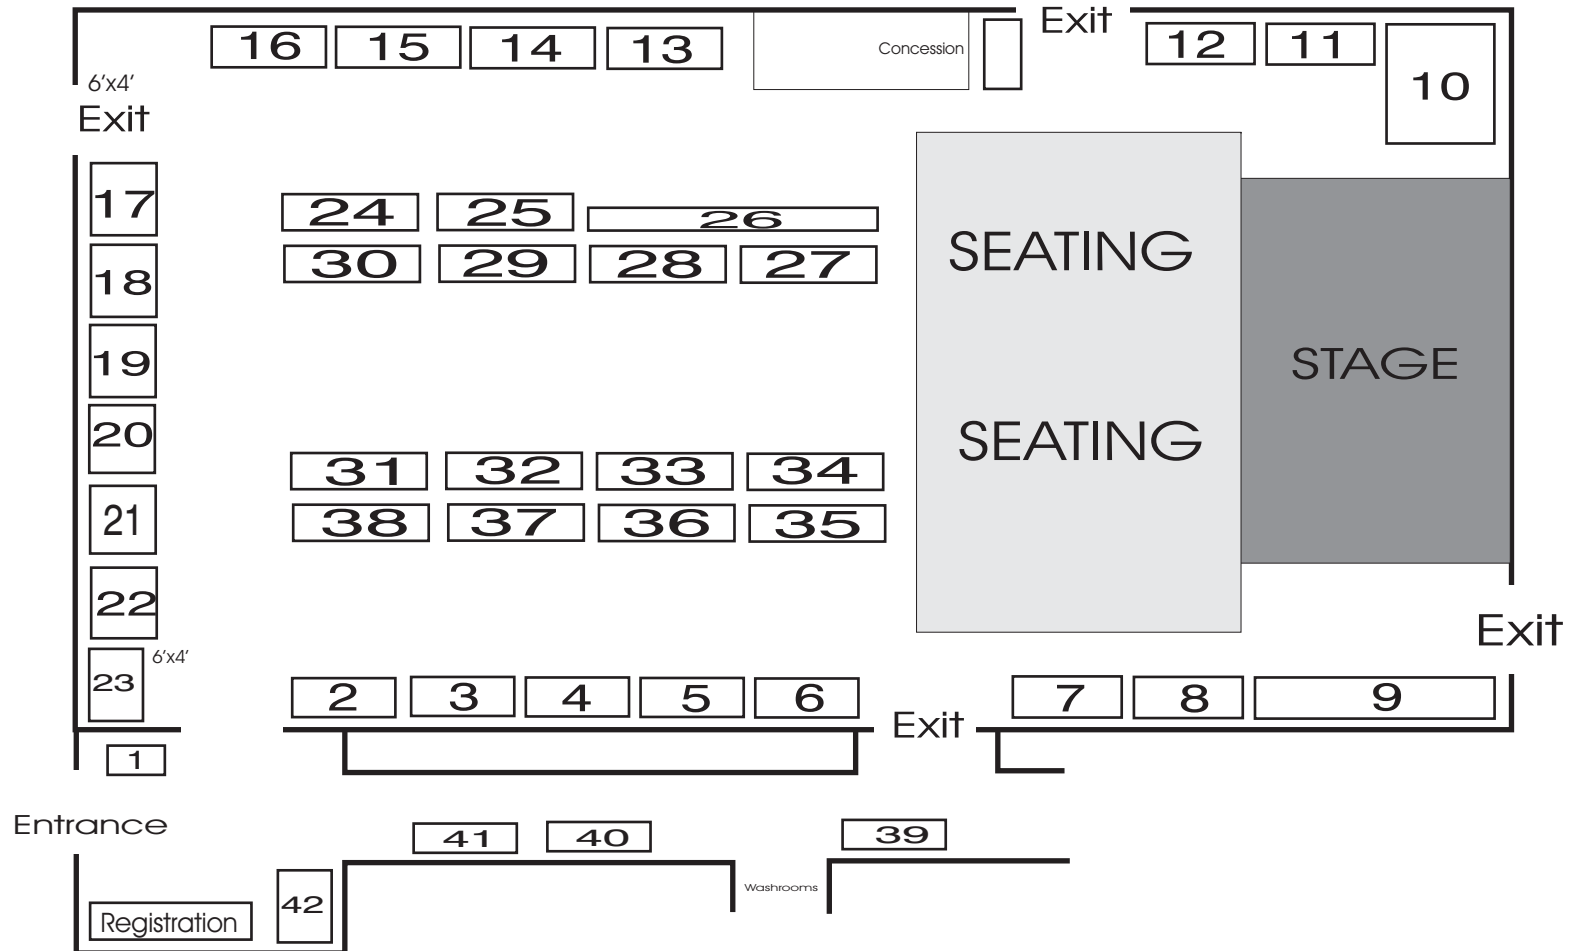 Exit
16 15 14 13 Concession 12 11
6'x4'
10
Exit
17
24 25 26
SEATING
30 29 28 27
18
19
STAGE
20
SEATING
31 32 33 34
21
38 37 36 35
22
Exit
6'x4'
23
2 3 4 5 6 7 8 9
Exit
1
Entrance
41 40 39
Washrooms
42
Registration